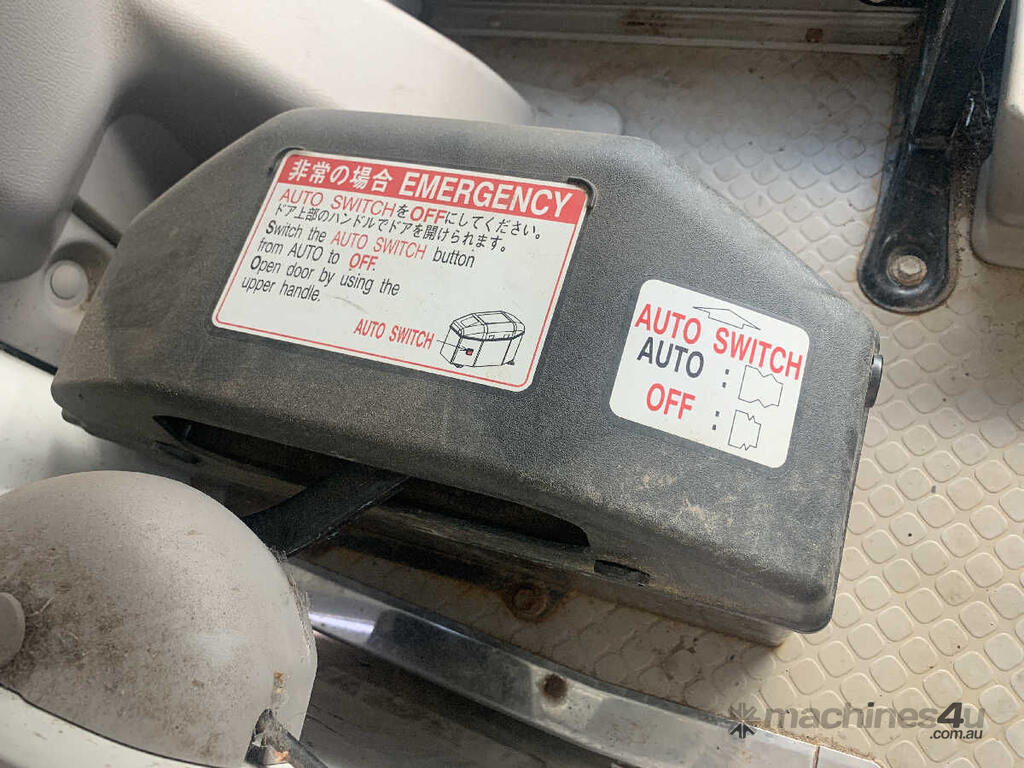 非常の場合 EMERGENCY
AUTO SWITCHをOFFにしてください。
ドア上部のハンドルでドアを開けられます。
Switch the AUTO SWITCH button
from AUTO to OFF.
Open door by using the
upper handle.
AUTO SWITCH
AUTO SWITCH
AUTO :
OFF :
machines4u
.com.au